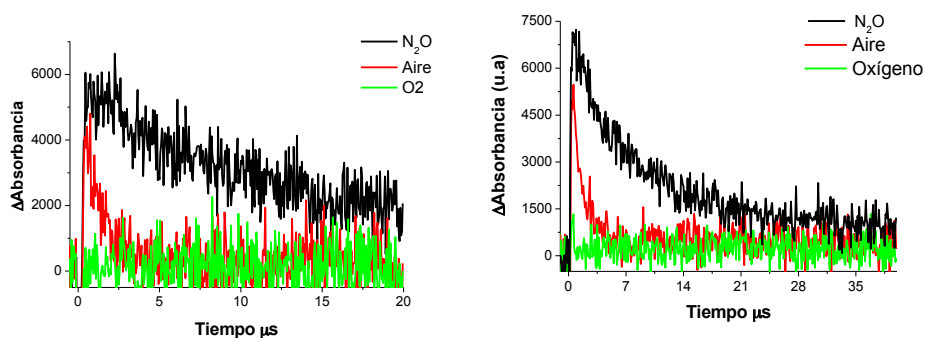 N₂O
Aire
O2
ΔAbsorbancia
6000
4000
2000
0
0 5 10 15 20
Tiempo μs
N₂O
Aire
Oxígeno
ΔAbsorbancia (u.a)
7500
6000
4500
3000
1500
0
0 7 14 21 28 35
Tiempo μs